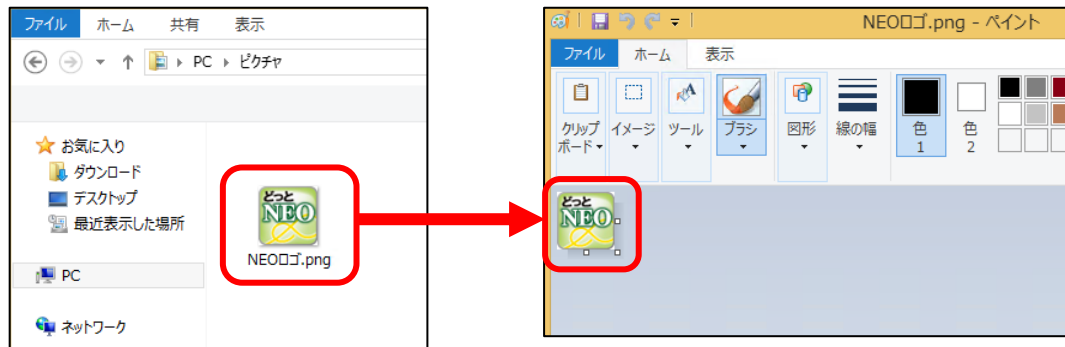 ファイル ホーム 共有 表示
PC ピクチャ
お気に入り
ダウンロード
デスクトップ
最近表示した場所
PC
ネットワーク
どっと
NEO
NEOロゴ.png
NEOロゴ.png - ペイント
ファイル ホーム 表示
クリップ
ボード
イメージ
ツール
A
ブラシ
図形
線の幅
色
1
色
2
どっと
NEO